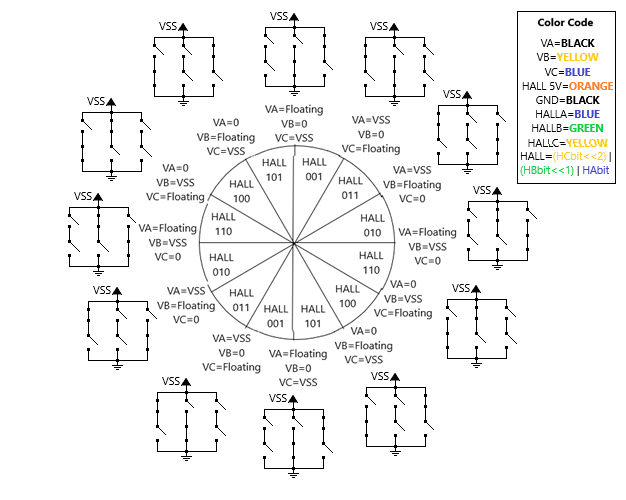 VSS
VSS
VSS
Color Code
VA=BLACK
VB=YELLOW
VC=BLUE
HALL 5V=ORANGE
GND=BLACK
HALLA=BLUE
HALLB=GREEN
HALLC=YELLOW
HALL=(HCbit<<2) |
(HBbit<<1) | HAbit
VSS
VSS
VA=Floating
VB=0
VC=VSS
VA=0
VB=Floating
VC=VSS
VA=VSS
VB=0
VC=Floating
VA=0
VB=VSS
VC=Floating
VA=VSS
VB=Floating
VC=0
HALL
101
HALL
001
HALL
100
HALL
011
VSS
VSS
VA=Floating
VB=VSS
VC=0
HALL
110
HALL
010
VA=Floating
VB=VSS
VC=0
HALL
010
HALL
110
VSS
VSS
VA=VSS
VB=Floating
VC=0
HALL
011
HALL
001
HALL
101
HALL
100
VA=0
VB=VSS
VC=Floating
VA=VSS
VB=0
VC=Floating
VA=Floating
VB=0
VC=VSS
VA=0
VB=Floating
VC=VSS
VSS
VSS
VSS